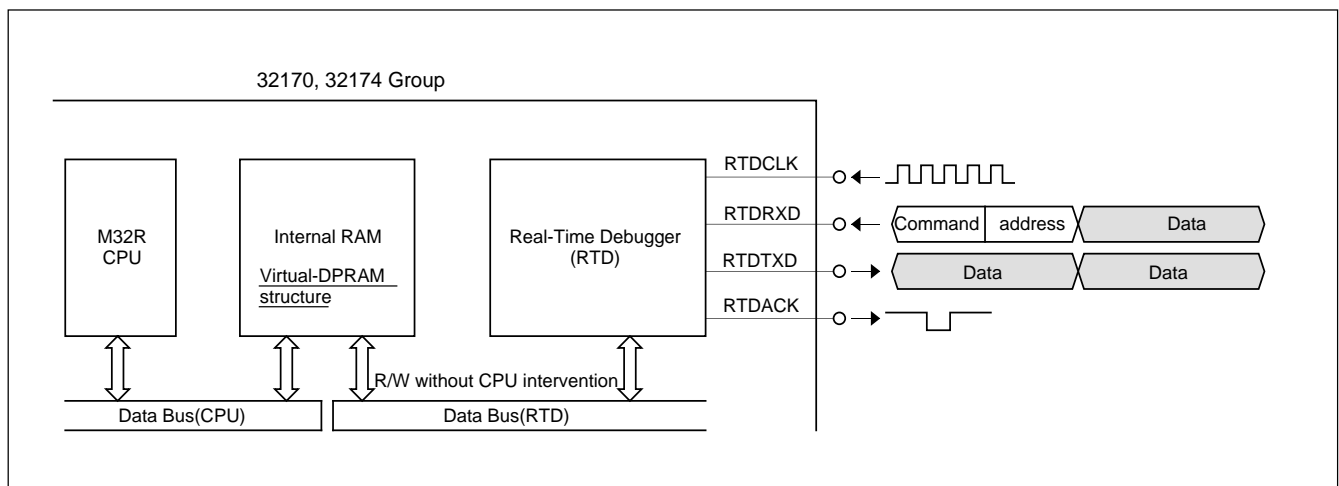 32170, 32174 Group
M32R
CPU
Internal RAM
Virtual-DPRAM
structure
Real-Time Debugger
(RTD)
RTDCLK
RTDRXD
RTDTXD
RTDACK
Command
address
Data
Data
Data
R/W without CPU intervention
Data Bus(CPU)
Data Bus(RTD)